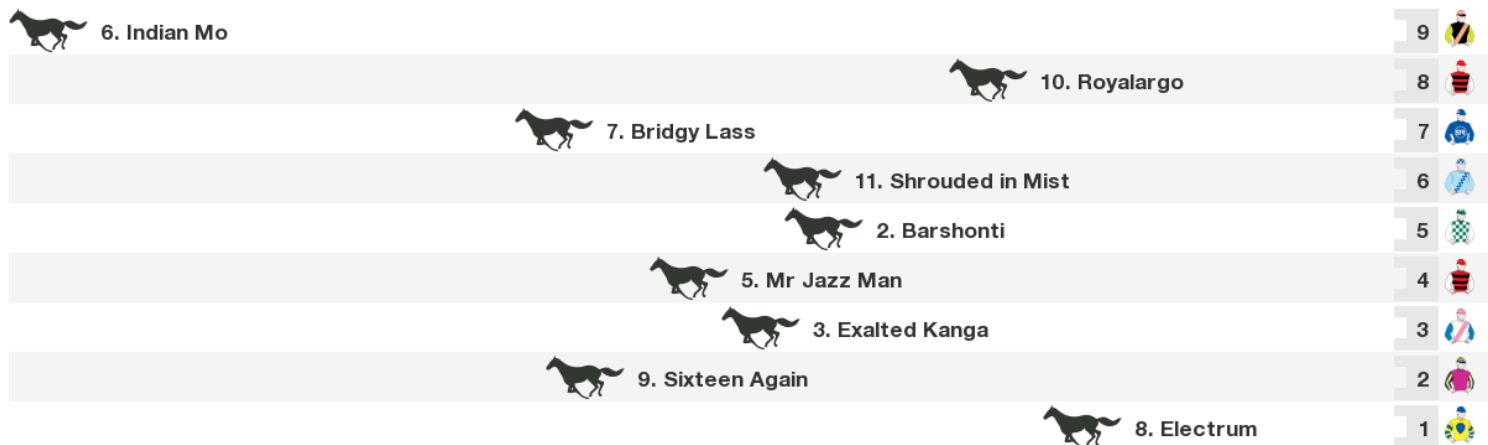 6. Indian Mo 9
10. Royalargo 8
7. Bridgy Lass 7
11. Shrouded in Mist 6
2. Barshonti 5
5. Mr Jazz Man 4
3. Exalted Kanga 3
9. Sixteen Again 2
8. Electrum 1